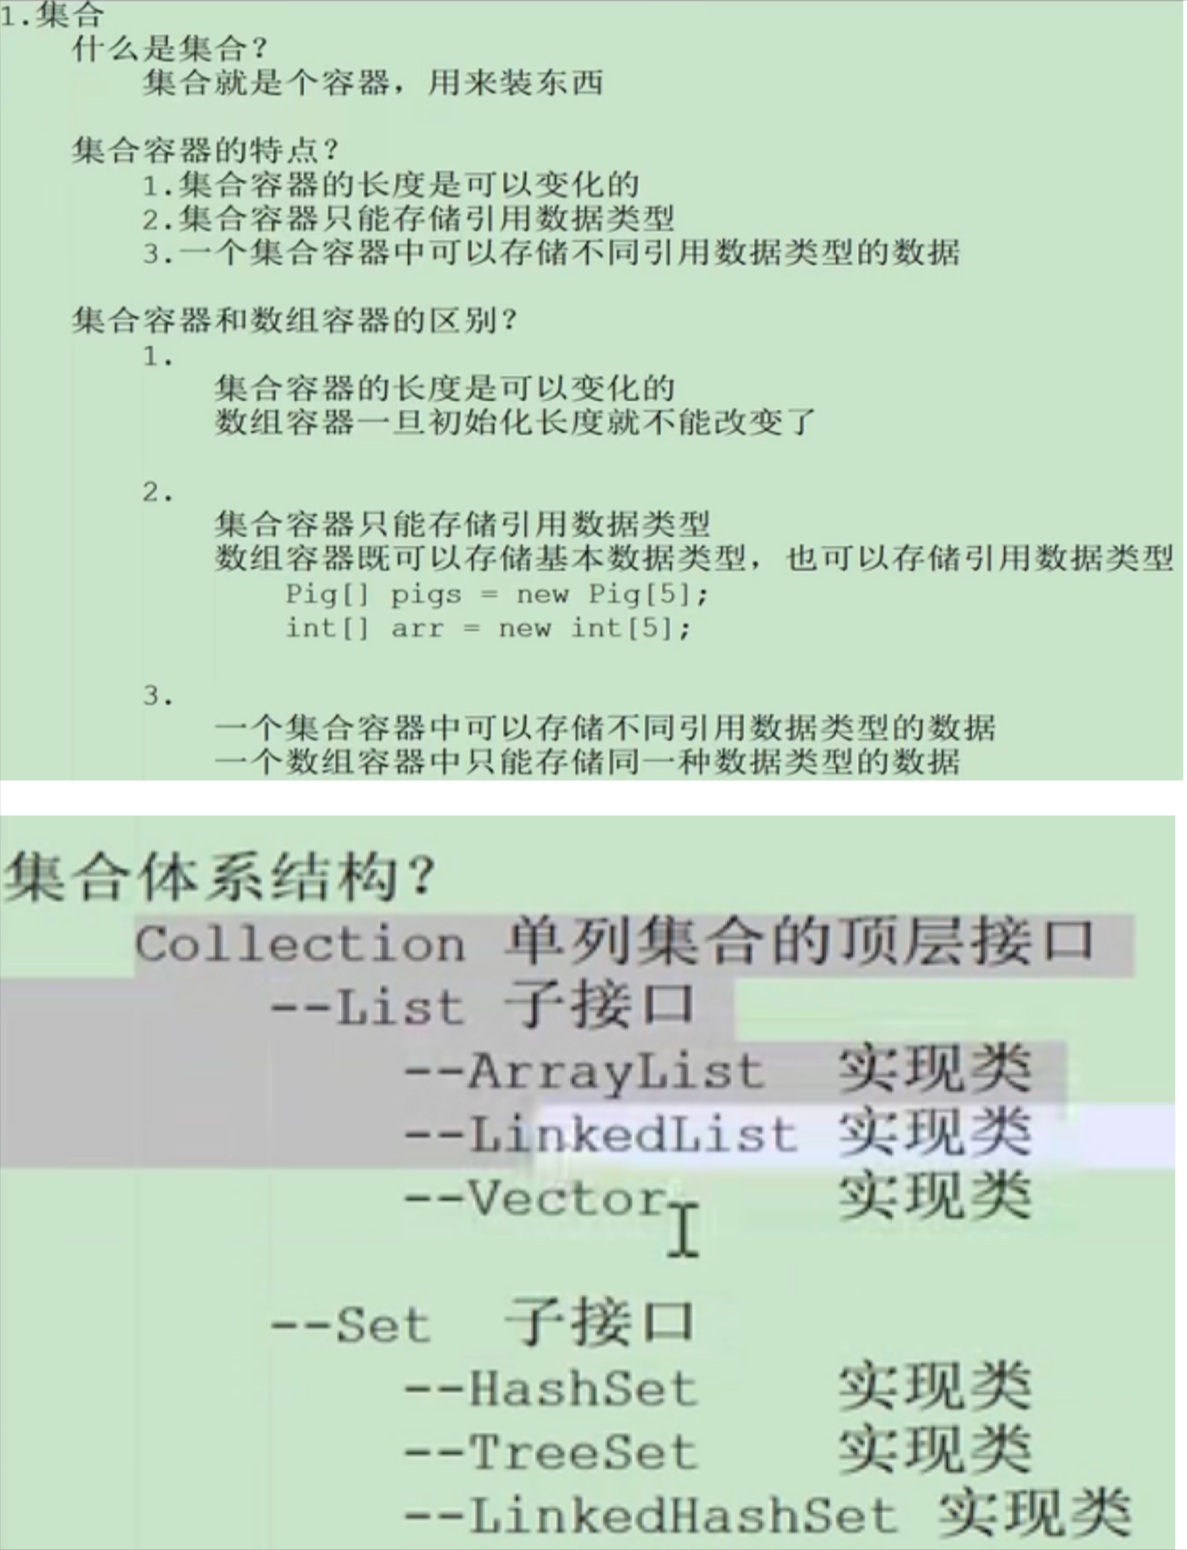 1.集合
什么是集合?
集合就是个容器，用来装东西
集合容器的特点?
1.集合容器的长度是可以变化的
2.集合容器只能存储引用数据类型
3.一个集合容器中可以存储不同引用数据类型的数据
集合容器和数组容器的区别?
1.
集合容器的长度是可以变化的
数组容器一旦初始化长度就不能改变了
2.
集合容器只能存储引用数据类型
数组容器既可以存储基本数据类型，也可以存储引用数据类型
Pig[] pigs = new Pig[5];
int[] arr = new int[5];
3.
一个集合容器中可以存储不同引用数据类型的数据
一个数组容器中只能存储同一种数据类型的数据
集合体系结构?
Collection 单列集合的顶层接口
--List 子接口
--ArrayList 实现类
--LinkedList 实现类
--Vector 实现类
--Set 子接口
--HashSet 实现类
--TreeSet 实现类
--LinkedHashSet 实现类